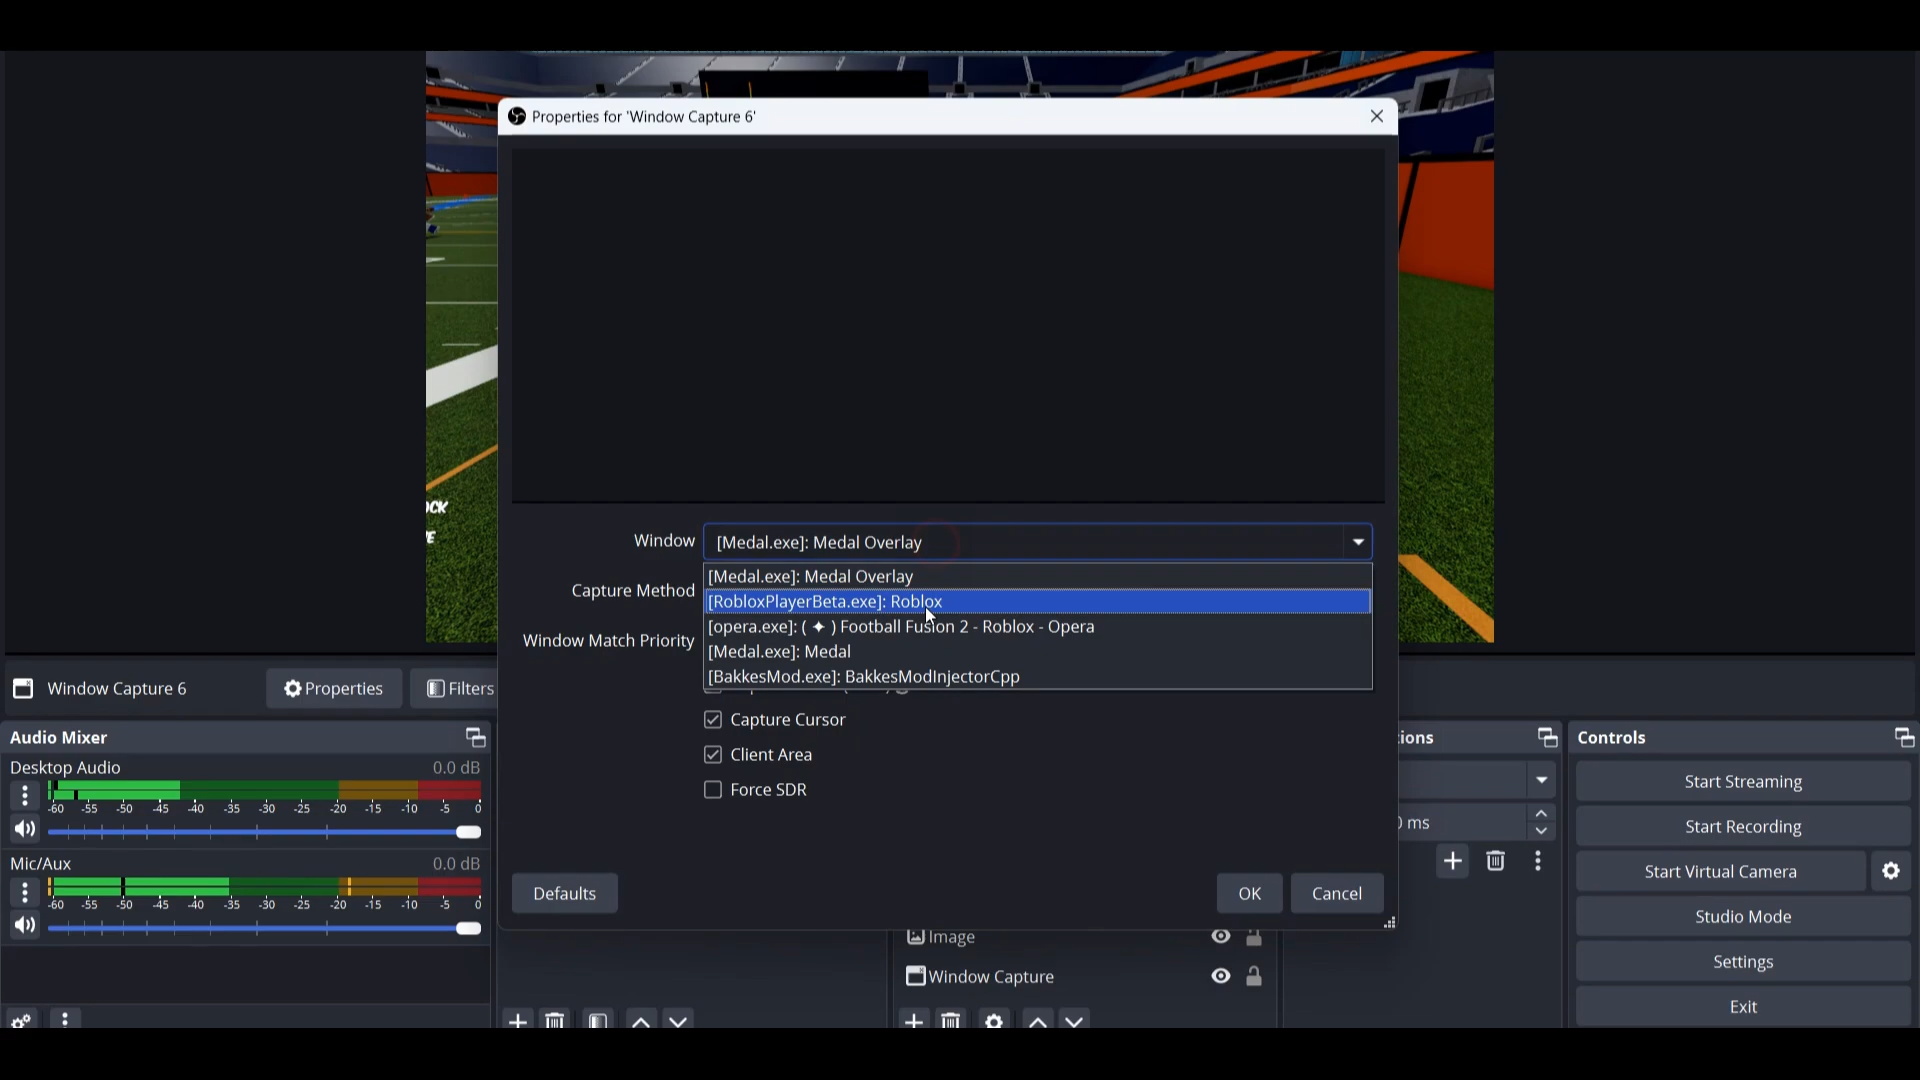 Properties for 'Window Capture 6'
Window
[Medal.exe]: Medal Overlay
[Medal.exe]: Medal Overlay
Capture Method
[RobloxPlayerBeta.exe]: Roblox
[opera.exe]: ( ✦ ) Football Fusion 2 - Roblox - Opera
Window Match Priority
[Medal.exe]: Medal
[BakkesMod.exe]: BakkesModInjectorCpp
Capture Cursor
Client Area
Force SDR
Defaults
OK
Cancel
OCK
Window Capture 6
Properties
Filters
Audio Mixer
Desktop Audio
0.0 dB
-60 -55 -50 -45 -40 -35 -30 -25 -20 -15 -10 -5 0
Mic/Aux
0.0 dB
-60 -55 -50 -45 -40 -35 -30 -25 -20 -15 -10 -5 0
Image
Window Capture
ions
0 ms
Controls
Start Streaming
Start Recording
Start Virtual Camera
Studio Mode
Settings
Exit